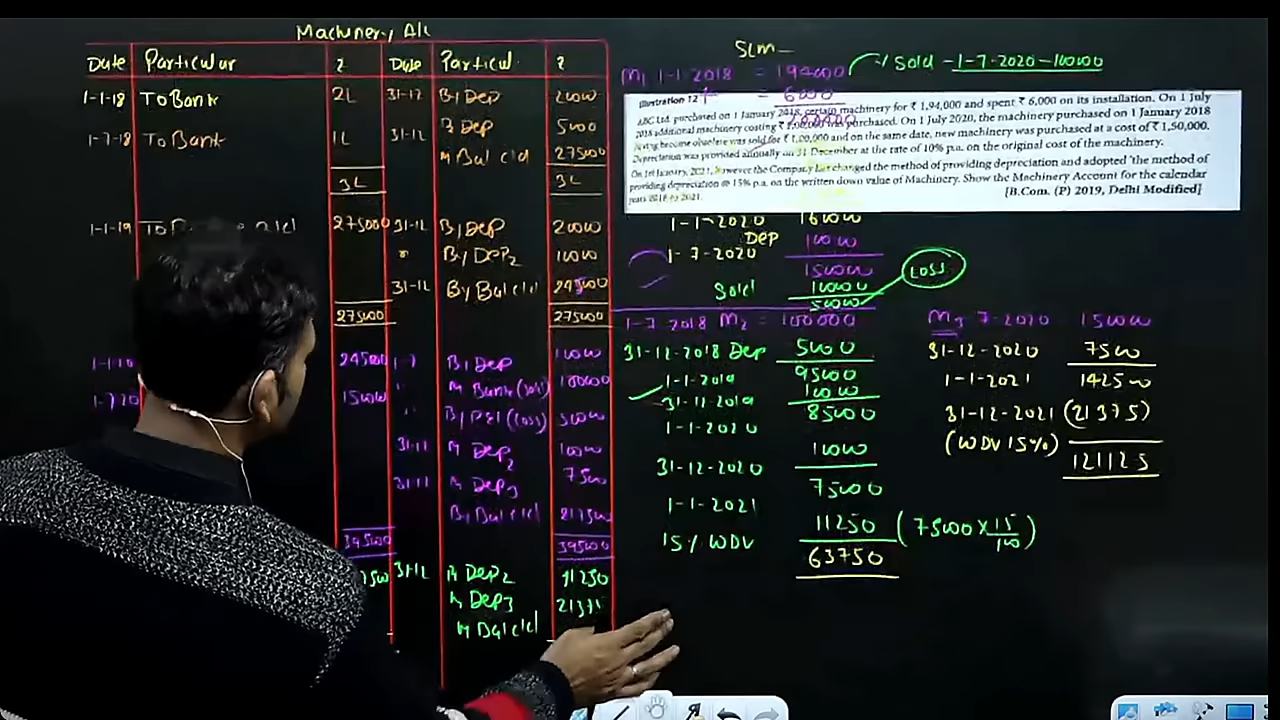 Machinery A/c
Date Particular ₹ Date Particul. ₹
1-1-18 To Bank 2L 31-12 By Dep 20000
1-7-18 To Bank 1L 31-12 By Dep 5000
By Bal c/d 275000
3L 3L
1-1-19 275000 31-12 By Dep 20000
" By Dep2 10000
31-12 By Bal c/d 245000
275000 275000
245000 1-7 By Dep 10000
150000 " By Bank (sold) 100000
" By P&l (Loss) 50000
By Dep2 10000
By Dep3 7500
By Bal c/d 217500
395000 395000
31-12 By Dep2 11250
By Dep3
By Bal c/d
SLM
M1 1-1-2018 = 194000
Sold - 1-7-2020 - 100000
= 6000
Illustration 12
ABC Ltd. purchased on 1 January 2018, certain machinery for ₹ 1,94,000 and spent ₹ 6,000 on its installation. On 1 July
2018 additional machinery costing ₹ 1,00,000 was purchased. On 1 July 2020, the machinery purchased on 1 January 2018
having become obsolete was sold for ₹ 1,00,000 and on the same date, new machinery was purchased at a cost of ₹ 1,50,000.
Depreciation was provided annually on 31 December at the rate of 10% p.a. on the original cost of the machinery.
On 1st January, 2021, however the Company changed the method of providing depreciation and adopted the method of
providing depreciation @ 15% p.a. on the written down value of Machinery. Show the Machinery Account for the calendar
years 2018 to 2021. [B.Com. (P) 2019, Delhi Modified]
1-1-2020 160000
Dep 10000
1-7-2020
150000
Sold 100000
50000 Loss
1-7-2018 M2 = 100000
31-12-2018 Dep 5000
95000
1-1-2019 10000
31-12-2019 85000
1-1-2020
10000
31-12-2020
75000
1-1-2021
11250 (75000 × 15/100)
15% WDV
63750
M3 7-2020 150000
31-12-2020 7500
1-1-2021 142500
31-12-2021 (21375)
(WDV 15%)
121125